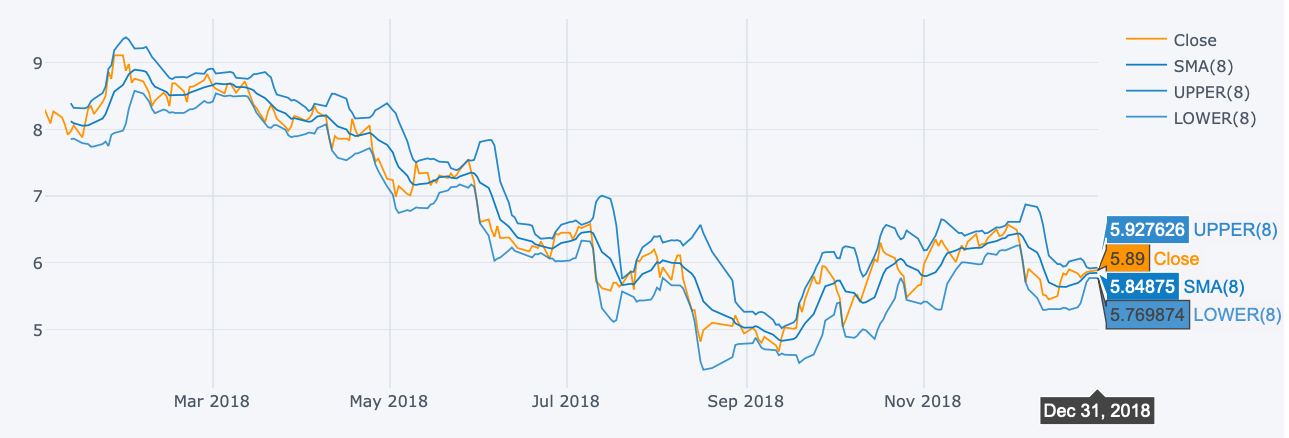 9
8
7
6
5
Mar 2018
May 2018
Jul 2018
Sep 2018
Nov 2018
Close
SMA(8)
UPPER(8)
LOWER(8)
5.927626 UPPER(8)
5.89 Close
5.84875 SMA(8)
5.769874 LOWER(8)
Dec 31, 2018